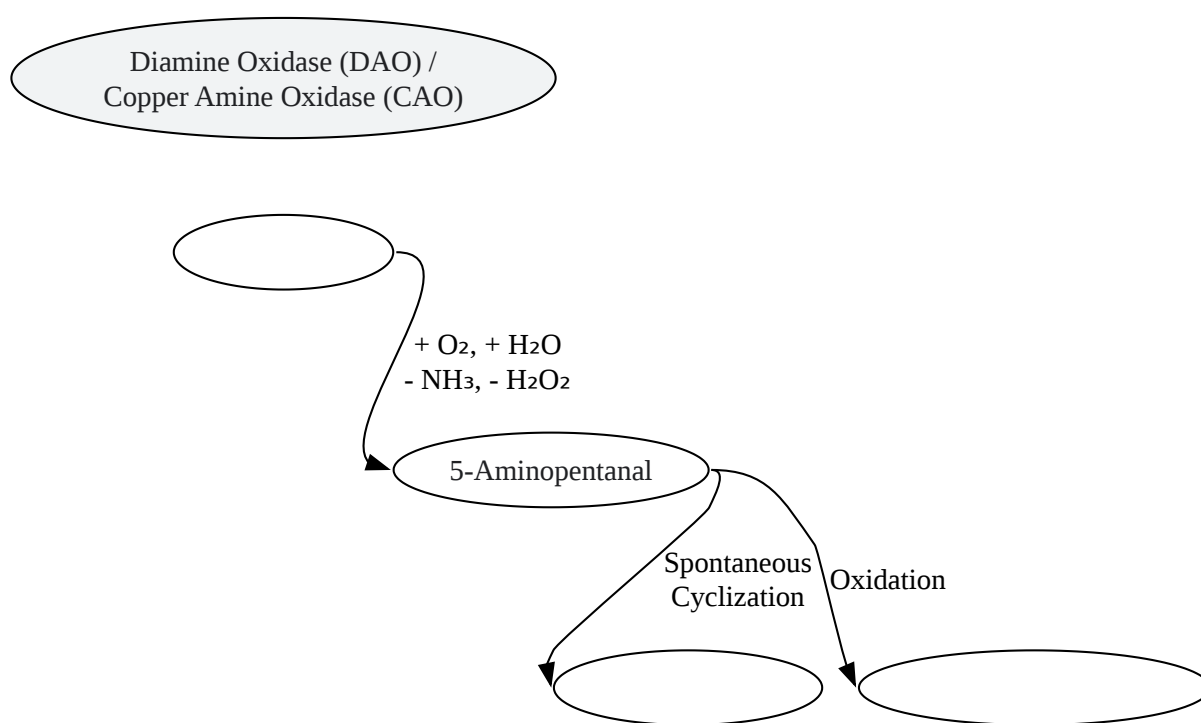 Diamine Oxidase (DAO) /
Copper Amine Oxidase (CAO)
+ O₂, + H₂O
- NH₃, - H₂O₂
5-Aminopentanal
Spontaneous
Cyclization
Oxidation